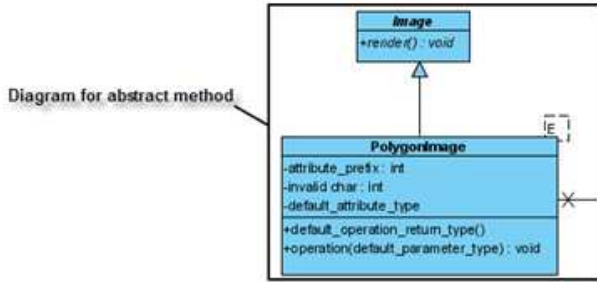 Image
+render() : void
Diagram for abstract method
E
PolygonImage
-attribute_prefix : int
-invalid char : int
-default_attribute_type
+default_operation_return_type()
+operation(default_parameter_type) : void